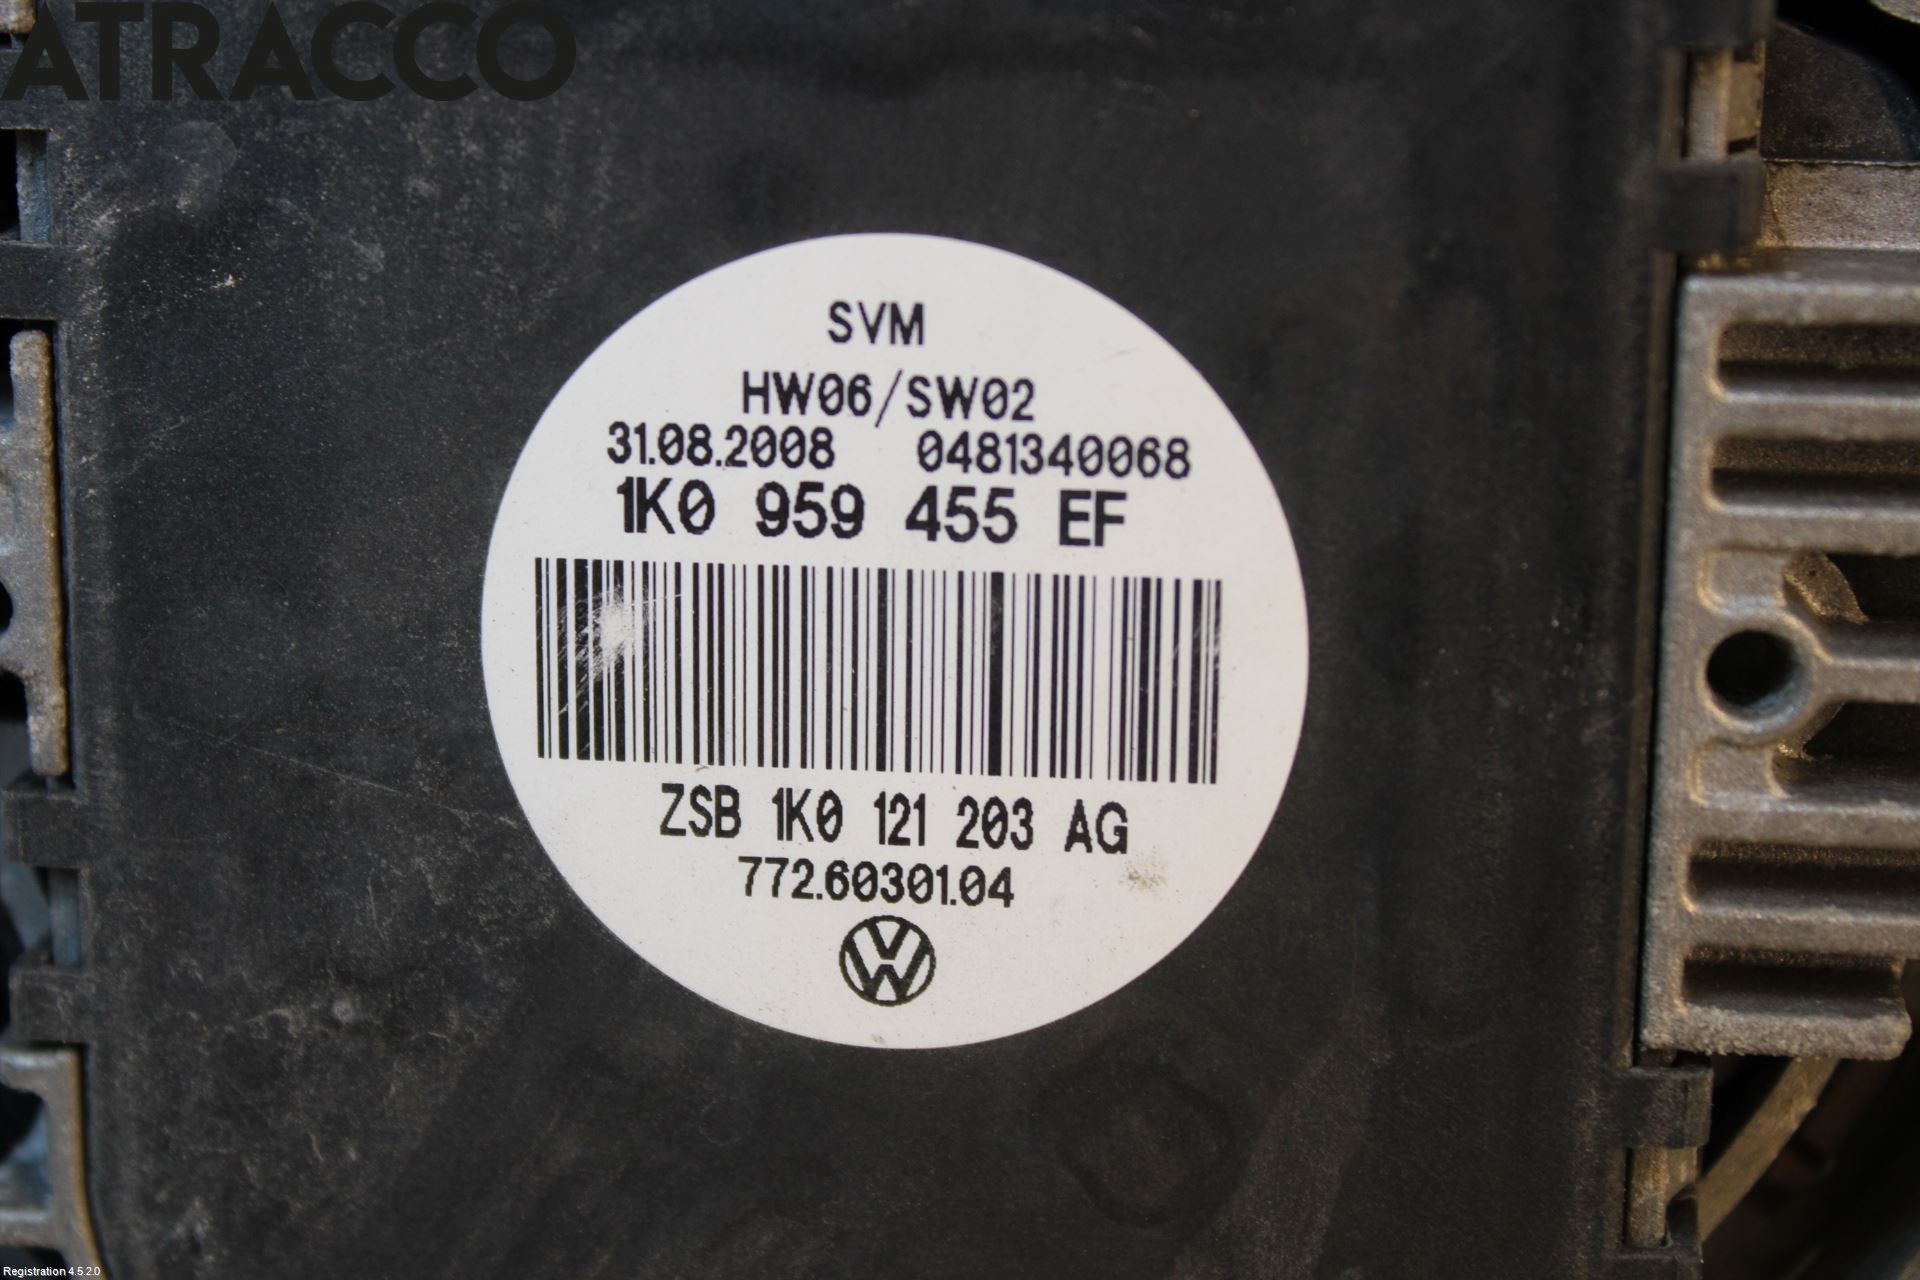 ATRACCO
SVM
HW06/SW02
31.08.2008 0481340068
1K0 959 455 EF
ZSB 1K0 121 203 AG
772.60301.04
VW
Registration 4.5.2.0